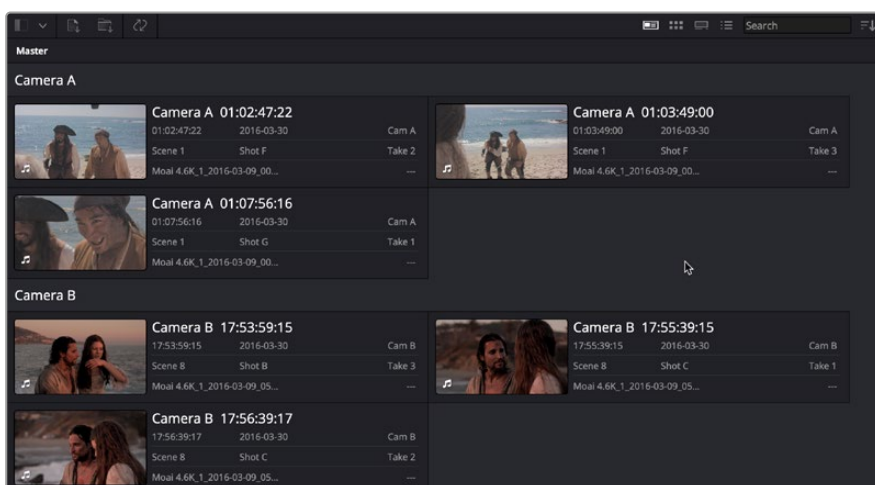 Search
Master
Camera A
Camera A 01:02:47:22
01:02:47:22 2016-03-30 Cam A
Scene 1 Shot F Take 2
Moai 4.6K_1_2016-03-09_00... ---
Camera A 01:03:49:00
01:03:49:00 2016-03-30 Cam A
Scene 1 Shot F Take 3
Moai 4.6K_1_2016-03-09_00... ---
Camera A 01:07:56:16
01:07:56:16 2016-03-30 Cam A
Scene 1 Shot G Take 1
Moai 4.6K_1_2016-03-09_00... ---
Camera B
Camera B 17:53:59:15
17:53:59:15 2016-03-30 Cam B
Scene 8 Shot B Take 3
Moai 4.6K_1_2016-03-09_05... ---
Camera B 17:55:39:15
17:55:39:15 2016-03-30 Cam B
Scene 8 Shot C Take 1
Moai 4.6K_1_2016-03-09_05... ---
Camera B 17:56:39:17
17:56:39:17 2016-03-30 Cam B
Scene 8 Shot C Take 2
Moai 4.6K_1_2016-03-09_05... ---